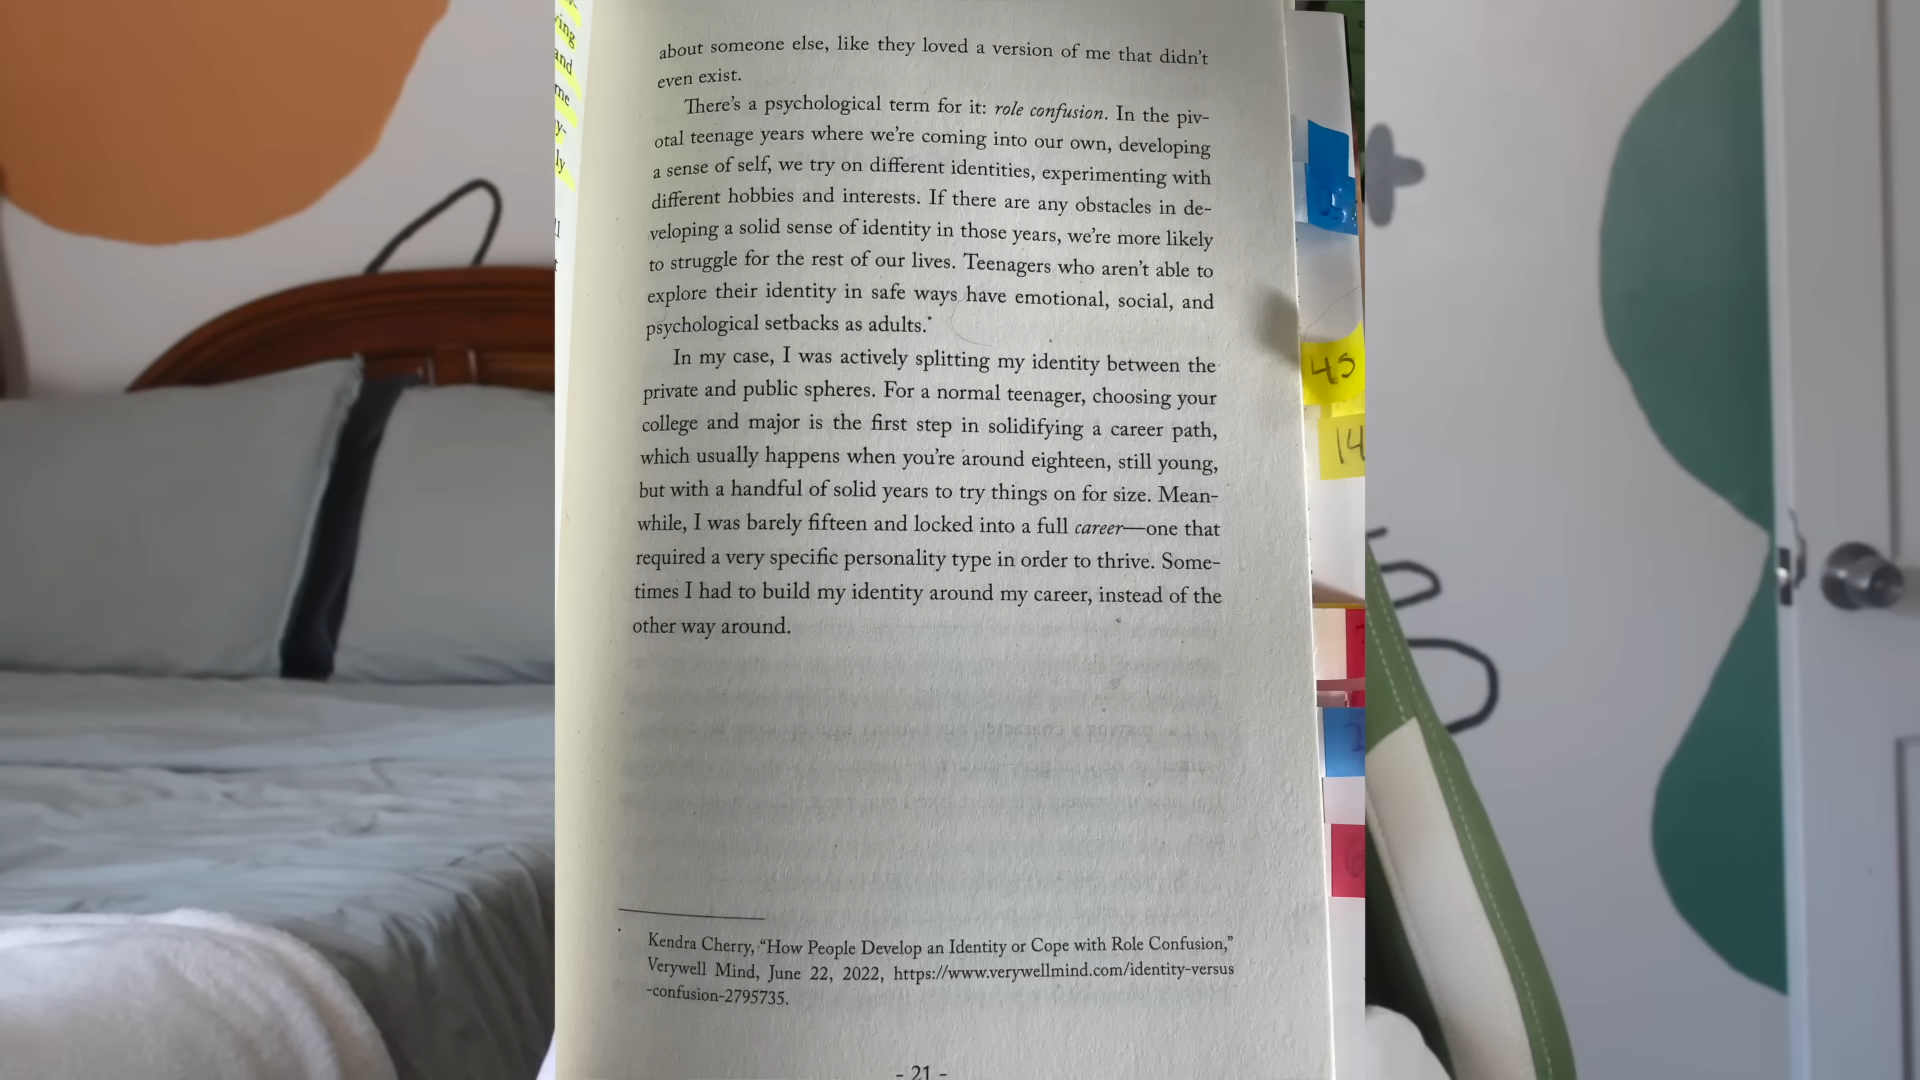 about someone else, like they loved a version of me that didn't
even exist.
There's a psychological term for it: role confusion. In the piv-
otal teenage years where we're coming into our own, developing
a sense of self, we try on different identities, experimenting with
different hobbies and interests. If there are any obstacles in de-
veloping a solid sense of identity in those years, we're more likely
to struggle for the rest of our lives. Teenagers who aren't able to
explore their identity in safe ways have emotional, social, and
psychological setbacks as adults.*
In my case, I was actively splitting my identity between the
private and public spheres. For a normal teenager, choosing your
college and major is the first step in solidifying a career path,
which usually happens when you're around eighteen, still young,
but with a handful of solid years to try things on for size. Mean-
while, I was barely fifteen and locked into a full career—one that
required a very specific personality type in order to thrive. Some-
times I had to build my identity around my career, instead of the
other way around.
* Kendra Cherry, “How People Develop an Identity or Cope with Role Confusion,”
Verywell Mind, June 22, 2022, https://www.verywellmind.com/identity-versus
-confusion-2795735.
- 21 -
ving
and
me
y-
ly
45
14